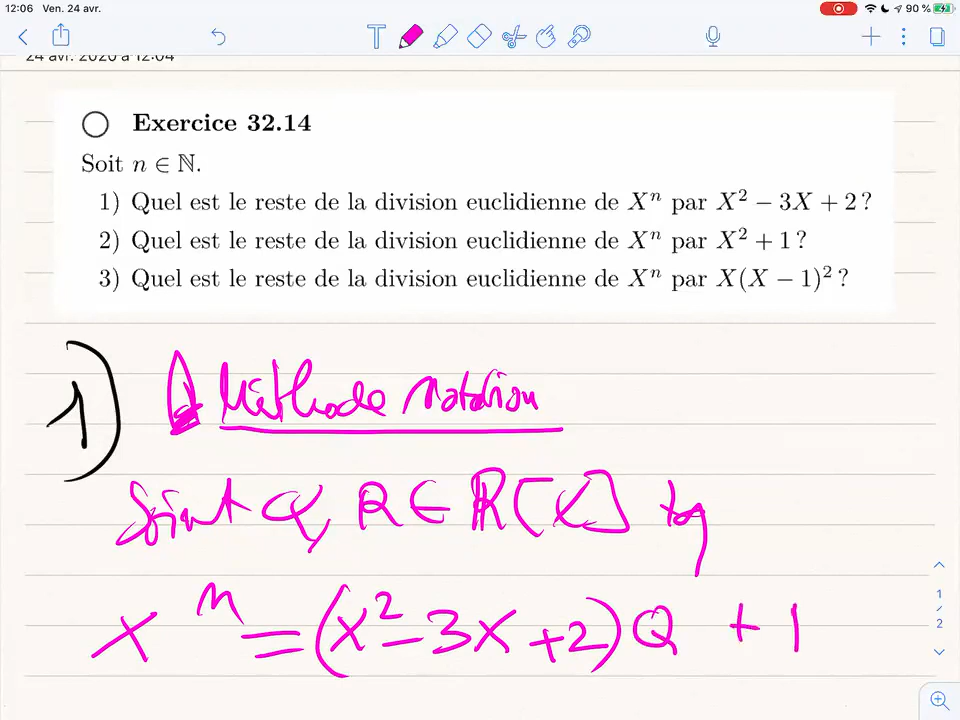 12:06 Ven. 24 avr. 90 %
24 avr. 2020 à 12:04
Exercice 32.14
Soit n ∈ ℕ.
1) Quel est le reste de la division euclidienne de Xⁿ par X² − 3X + 2 ?
2) Quel est le reste de la division euclidienne de Xⁿ par X² + 1 ?
3) Quel est le reste de la division euclidienne de Xⁿ par X(X − 1)² ?
1) Méthode Notation
Soient Q, R ∈ ℝ[X] tq
Xⁿ = (X² − 3X + 2) Q + 1
1
2